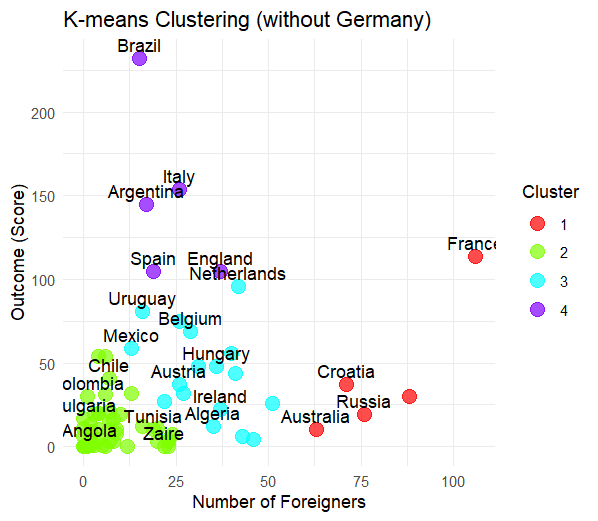 K-means Clustering (without Germany)
Brazil
Italy
Argentina
Spain
England
Netherlands
France
Uruguay
Belgium
Mexico
Hungary
Chile
Austria
Croatia
olombia
Ireland
Russia
ulgaria
Tunisia
Algeria
Australia
Angola
Zaire
200
150
100
50
0
0
25
50
75
100
Number of Foreigners
Outcome (Score)
Cluster
1
2
3
4